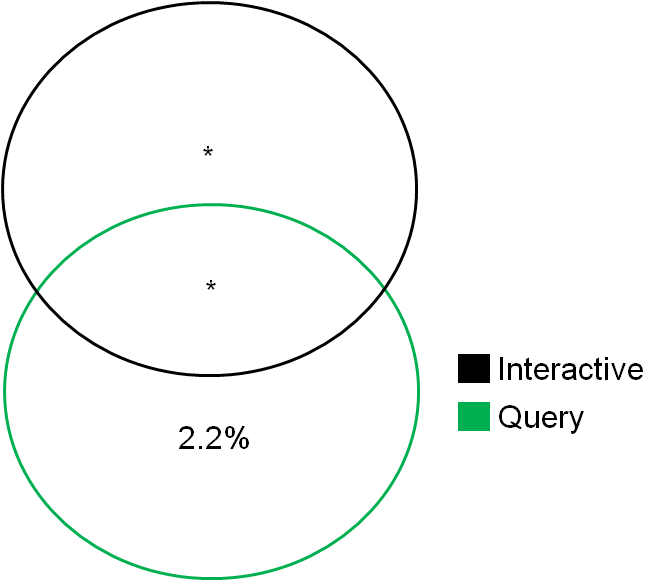 *
*
Interactive
Query
2.2%